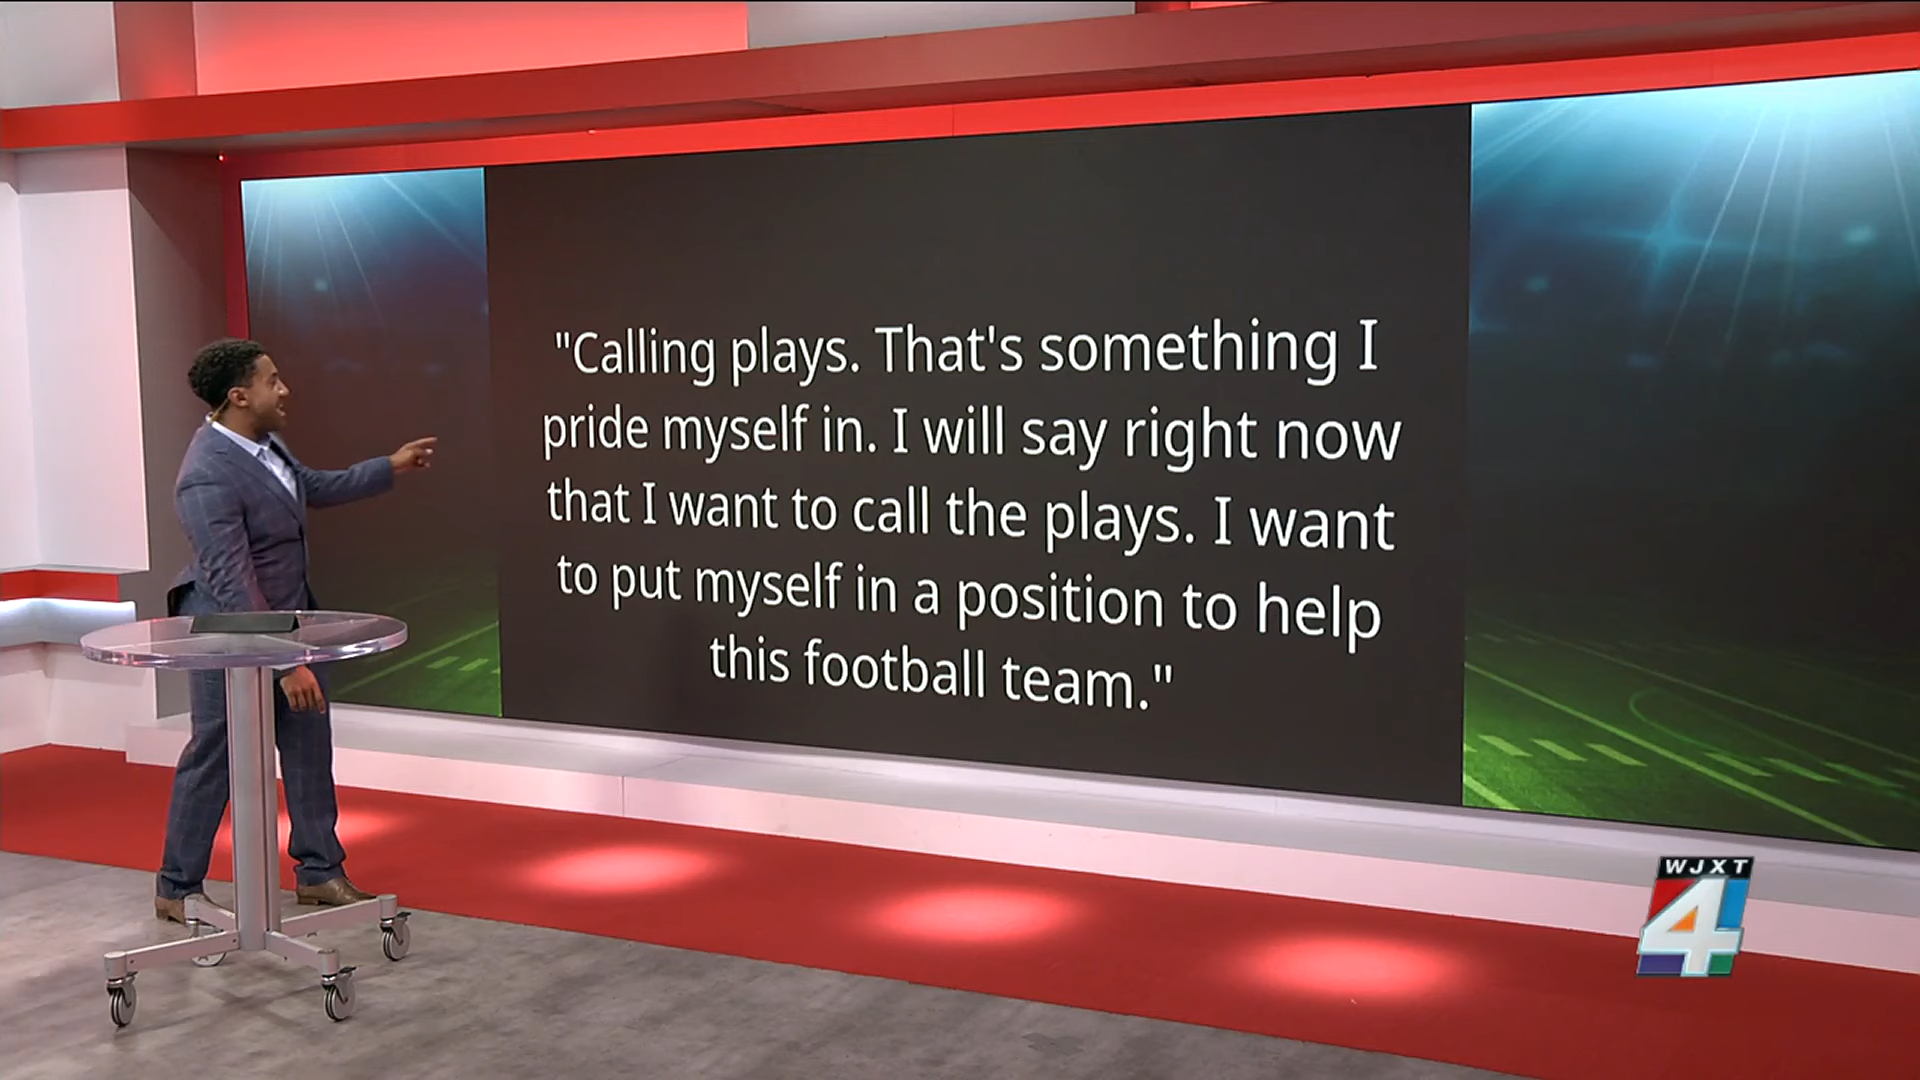 "Calling plays. That's something I
pride myself in. I will say right now
that I want to call the plays. I want
to put myself in a position to help
this football team."
WJXT
4